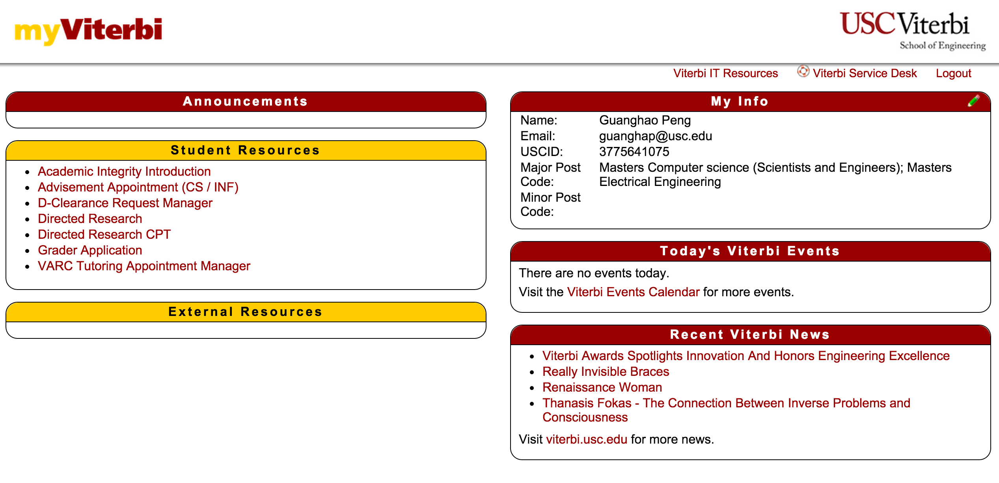 myViterbi
USC Viterbi
School of Engineering
Viterbi IT Resources
Viterbi Service Desk
Logout
Announcements
Student Resources
Academic Integrity Introduction
Advisement Appointment (CS / INF)
D-Clearance Request Manager
Directed Research
Directed Research CPT
Grader Application
VARC Tutoring Appointment Manager
External Resources
My Info
Name: Guanghao Peng
Email: guanghap@usc.edu
USCID: 3775641075
Major Post Masters Computer science (Scientists and Engineers); Masters
Code: Electrical Engineering
Minor Post
Code:
Today's Viterbi Events
There are no events today.
Visit the Viterbi Events Calendar for more events.
Recent Viterbi News
Viterbi Awards Spotlights Innovation And Honors Engineering Excellence
Really Invisible Braces
Renaissance Woman
Thanasis Fokas - The Connection Between Inverse Problems and
Consciousness
Visit viterbi.usc.edu for more news.